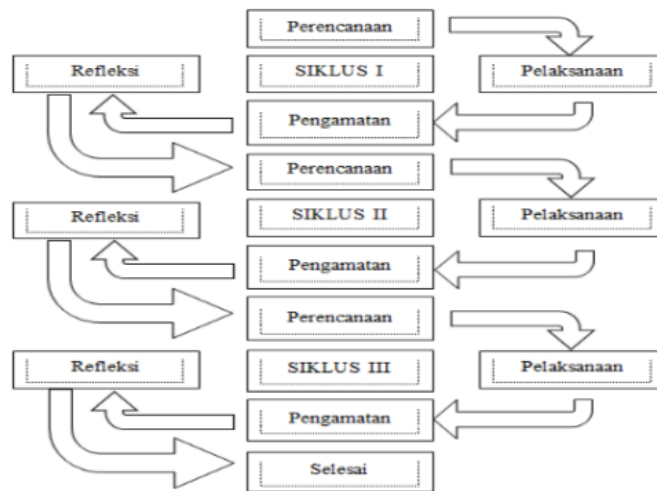 Perencanaan
Refleksi
SIKLUS I
Pelaksanaan
Pengamatan
Perencanaan
Refleksi
SIKLUS II
Pelaksanaan
Pengamatan
Perencanaan
Refleksi
SIKLUS III
Pelaksanaan
Pengamatan
Selesai